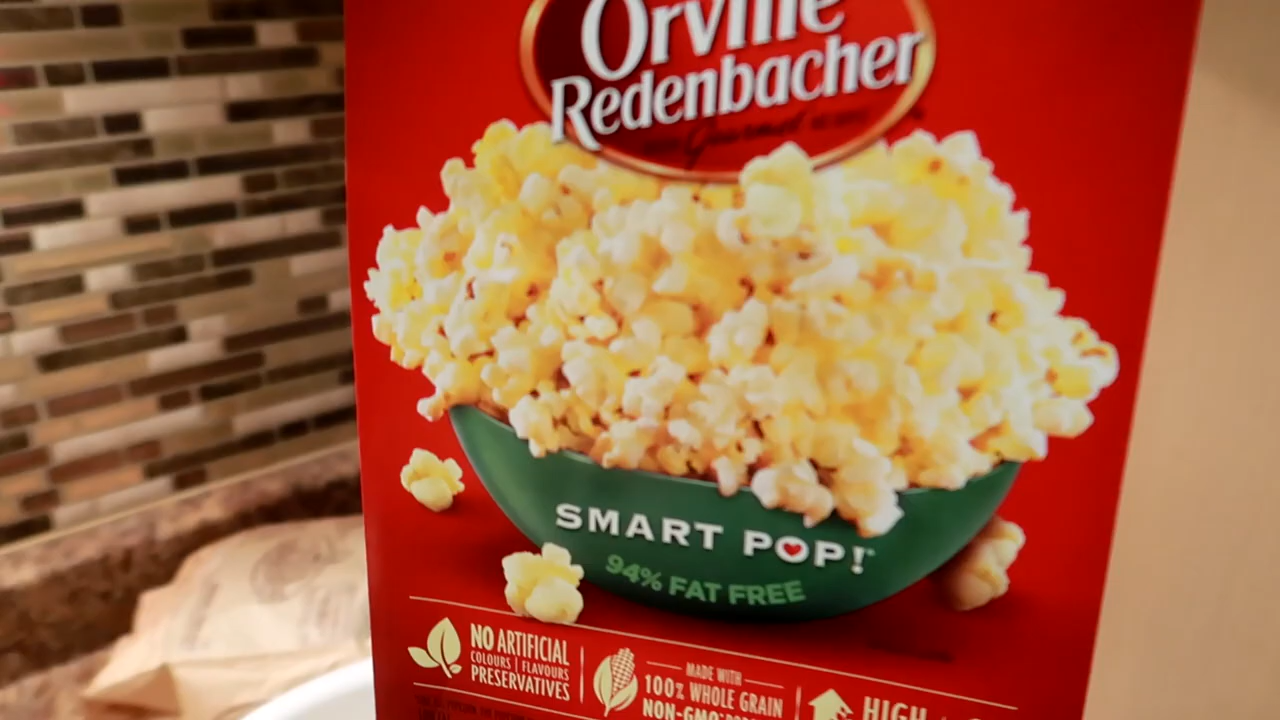 Orville
Redenbacher
Gourmet
SMART POP!
94% FAT FREE
NO ARTIFICIAL
COLOURS | FLAVOURS
PRESERVATIVES
MADE WITH
100% WHOLE GRAIN
NON-GMO
HIGH